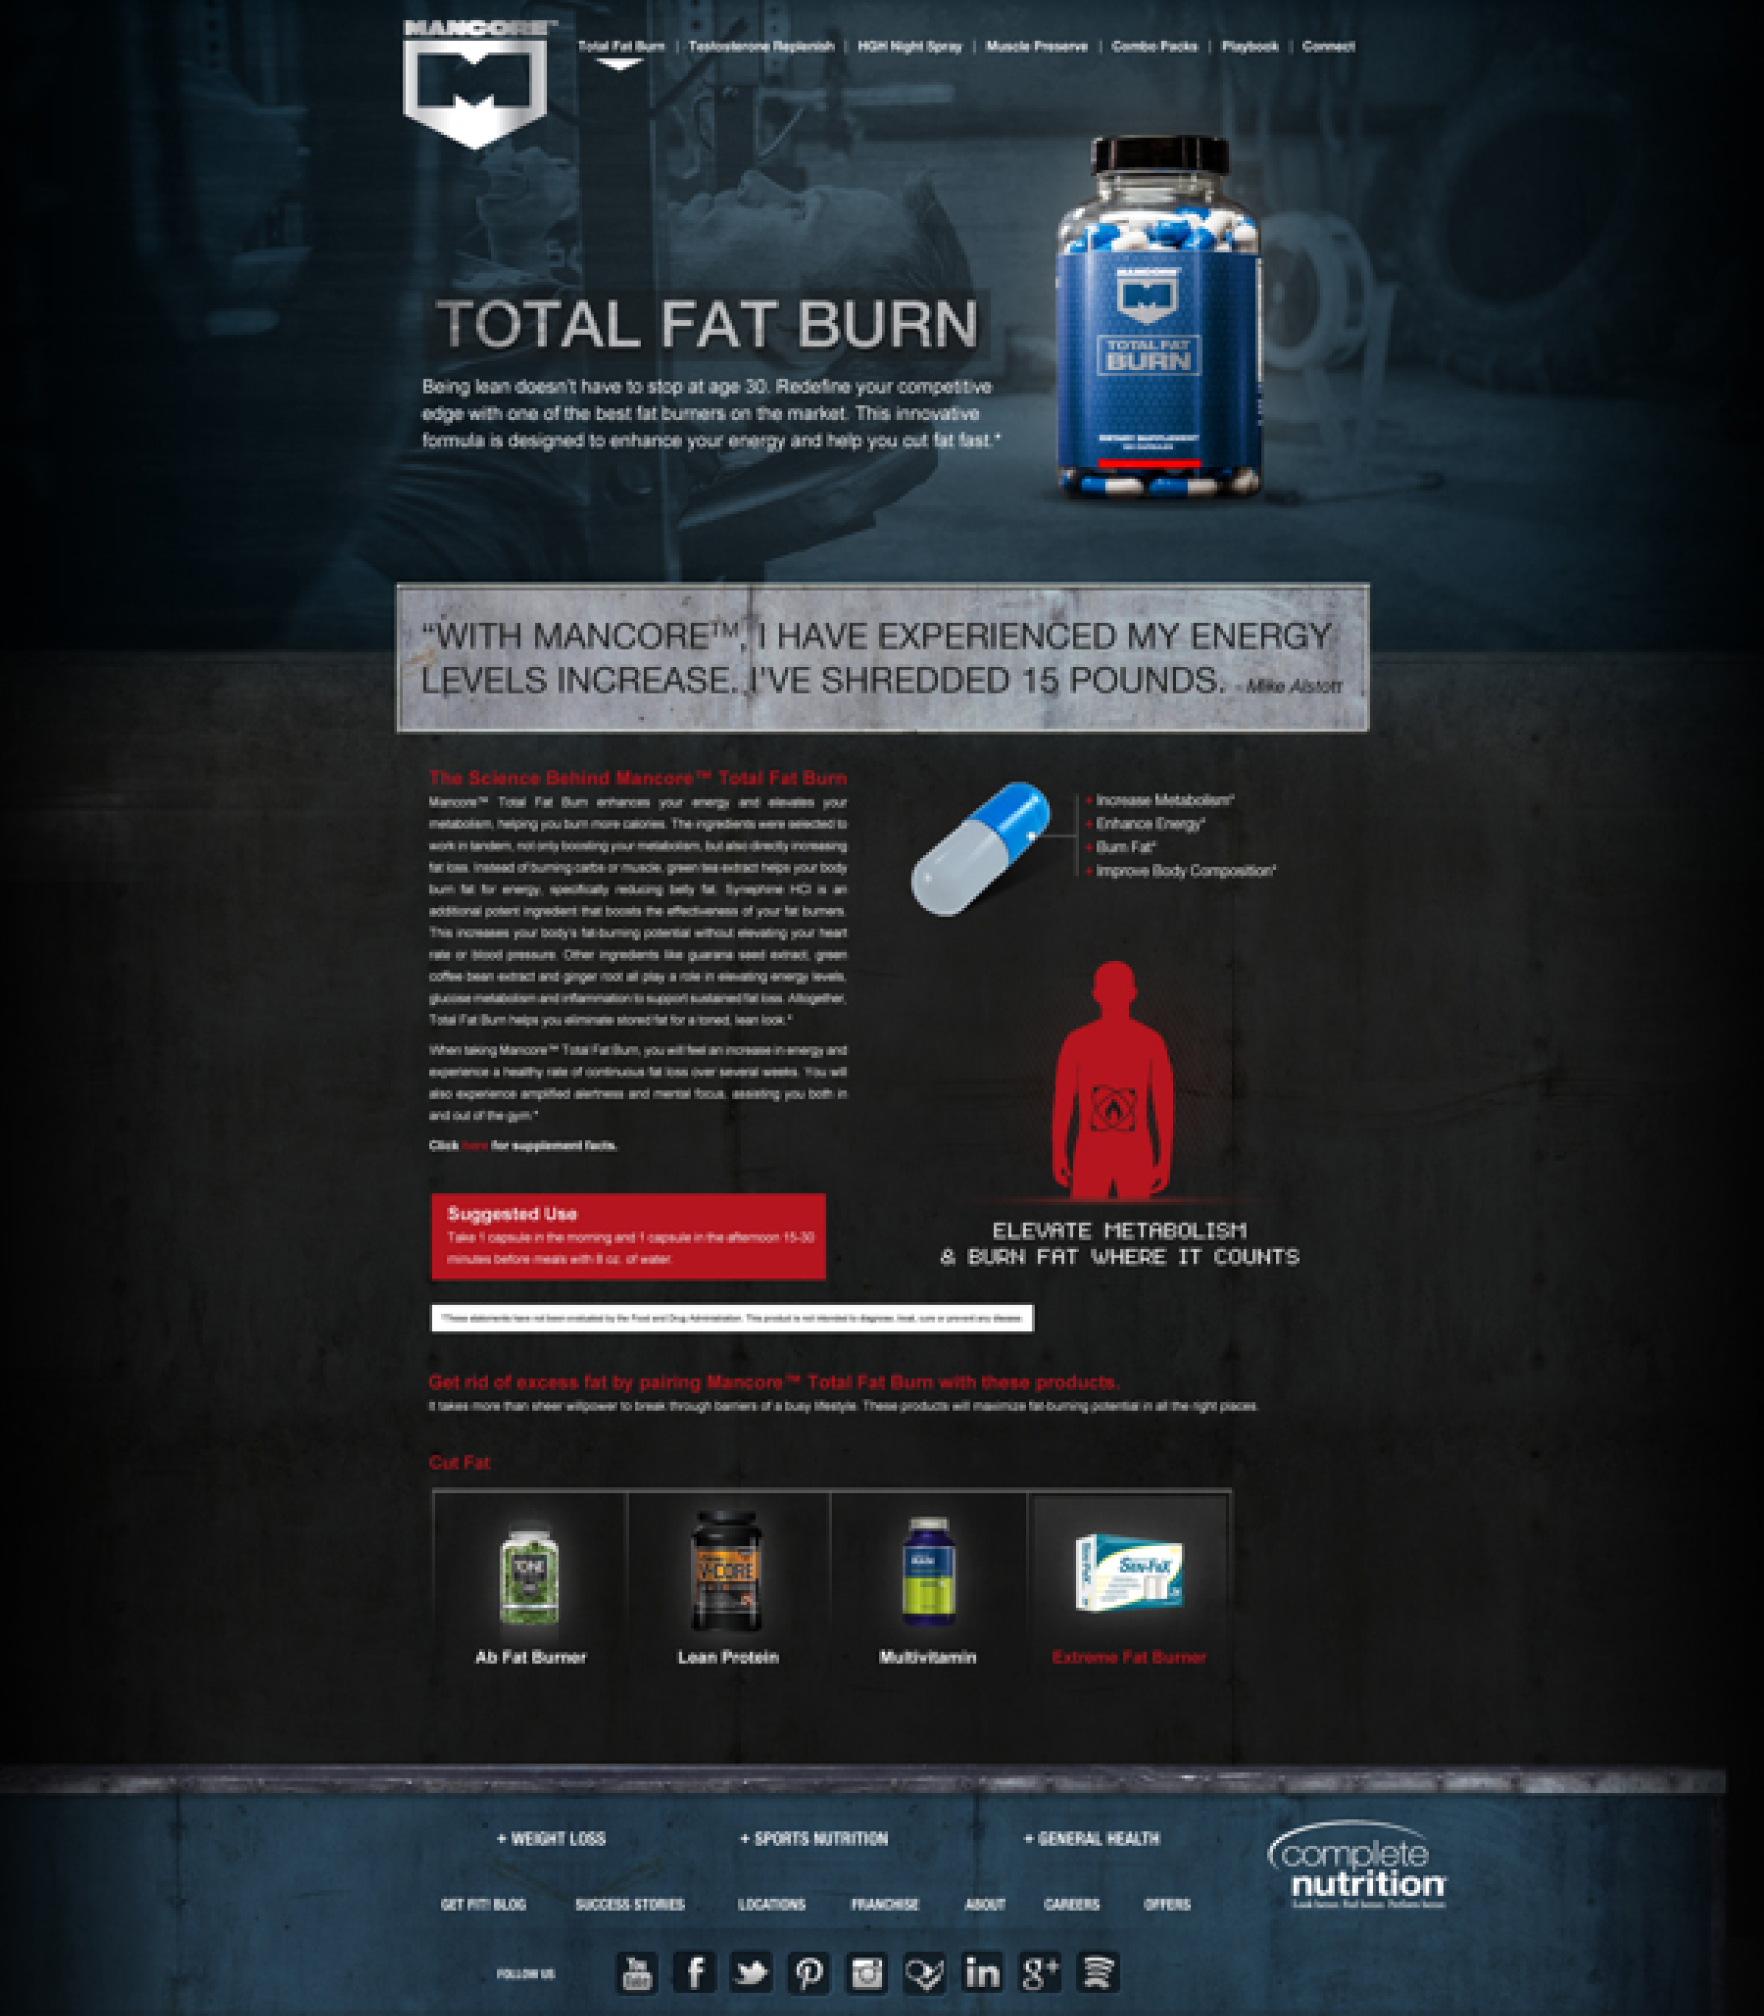 MANCORE™
Total Fat Burn | Testosterone Replenish | HGH Night Spray | Muscle Preserve | Combo Packs | Playbook | Connect
MANCORE
TOTAL FAT
BURN
DIETARY SUPPLEMENT
TOTAL FAT BURN
Being lean doesn't have to stop at age 30. Redefine your competitive
edge with one of the best fat burners on the market. This innovative
formula is designed to enhance your energy and help you cut fat fast.*
“WITH MANCORE™, I HAVE EXPERIENCED MY ENERGY
LEVELS INCREASE. I'VE SHREDDED 15 POUNDS. - Mike Alstott
The Science Behind Mancore™ Total Fat Burn
Mancore™ Total Fat Burn enhances your energy and elevates your
metabolism, helping you burn more calories. The ingredients were selected to
work in tandem, not only boosting your metabolism, but also directly increasing
fat loss. Instead of burning carbs or muscle, green tea extract helps your body
burn fat for energy, specifically reducing belly fat. Synephrine HCl is an
additional potent ingredient that boosts the effectiveness of your fat burners.
This increases your body's fat-burning potential without elevating your heart
rate or blood pressure. Other ingredients like guarana seed extract, green
coffee bean extract and ginger root all play a role in elevating energy levels,
glucose metabolism and inflammation to support sustained fat loss. Altogether,
Total Fat Burn helps you eliminate stored fat for a toned, lean look.*
When taking Mancore™ Total Fat Burn, you will feel an increase in energy and
experience a healthy rate of continuous fat loss over several weeks. You will
also experience amplified alertness and mental focus, assisting you both in
and out of the gym.*
Click here for supplement facts.
+ Increase Metabolism*
+ Enhance Energy*
+ Burn Fat*
+ Improve Body Composition*
ELEVATE METABOLISM
& BURN FAT WHERE IT COUNTS
Suggested Use
Take 1 capsule in the morning and 1 capsule in the afternoon 15-30
minutes before meals with 8 oz. of water.
*These statements have not been evaluated by the Food and Drug Administration. This product is not intended to diagnose, treat, cure or prevent any disease.
Get rid of excess fat by pairing Mancore™ Total Fat Burn with these products.
It takes more than sheer willpower to break through barriers of a busy lifestyle. These products will maximize fat-burning potential in all the right places.
Cut Fat
TONE
V-CORE
MAN
SEN-FAX
Ab Fat Burner
Lean Protein
Multivitamin
Extreme Fat Burner
+ WEIGHT LOSS
+ SPORTS NUTRITION
+ GENERAL HEALTH
complete
nutrition
Look better. Feel better. Perform better.
GET FIT! BLOG
SUCCESS STORIES
LOCATIONS
FRANCHISE
ABOUT
CAREERS
OFFERS
FOLLOW US
You
Tube
f
in
g+